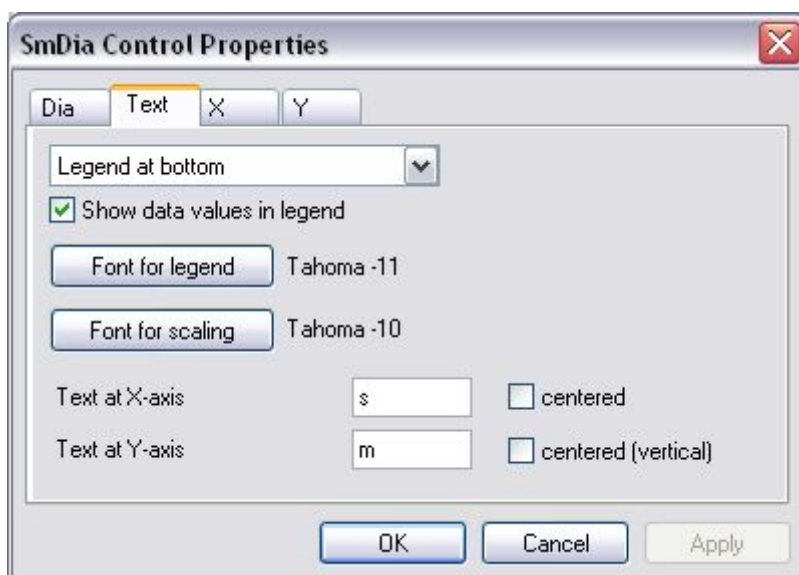 SmDia Control Properties
Dia Text X Y
Legend at bottom
Show data values in legend
Font for legend Tahoma -11
Font for scaling Tahoma -10
Text at X-axis s centered
Text at Y-axis m centered (vertical)
OK Cancel Apply